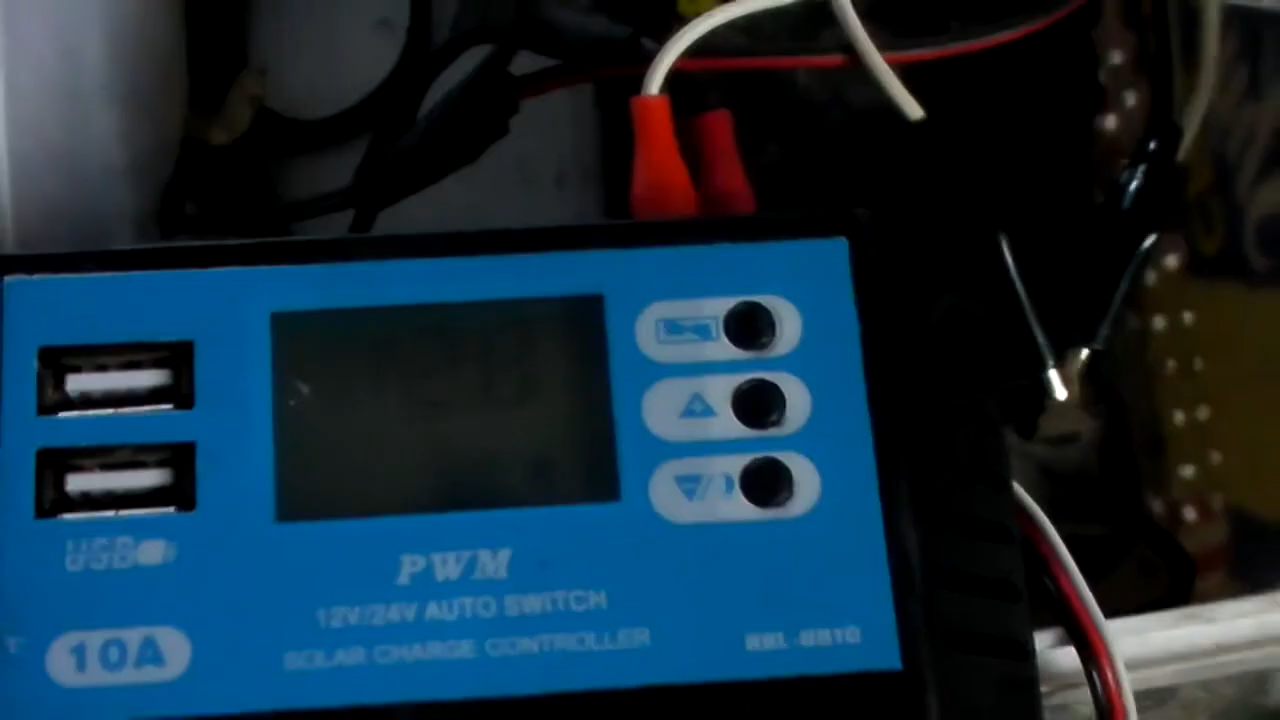 USB
PWM
12V/24V AUTO SWITCH
10A
SOLAR CHARGE CONTROLLER